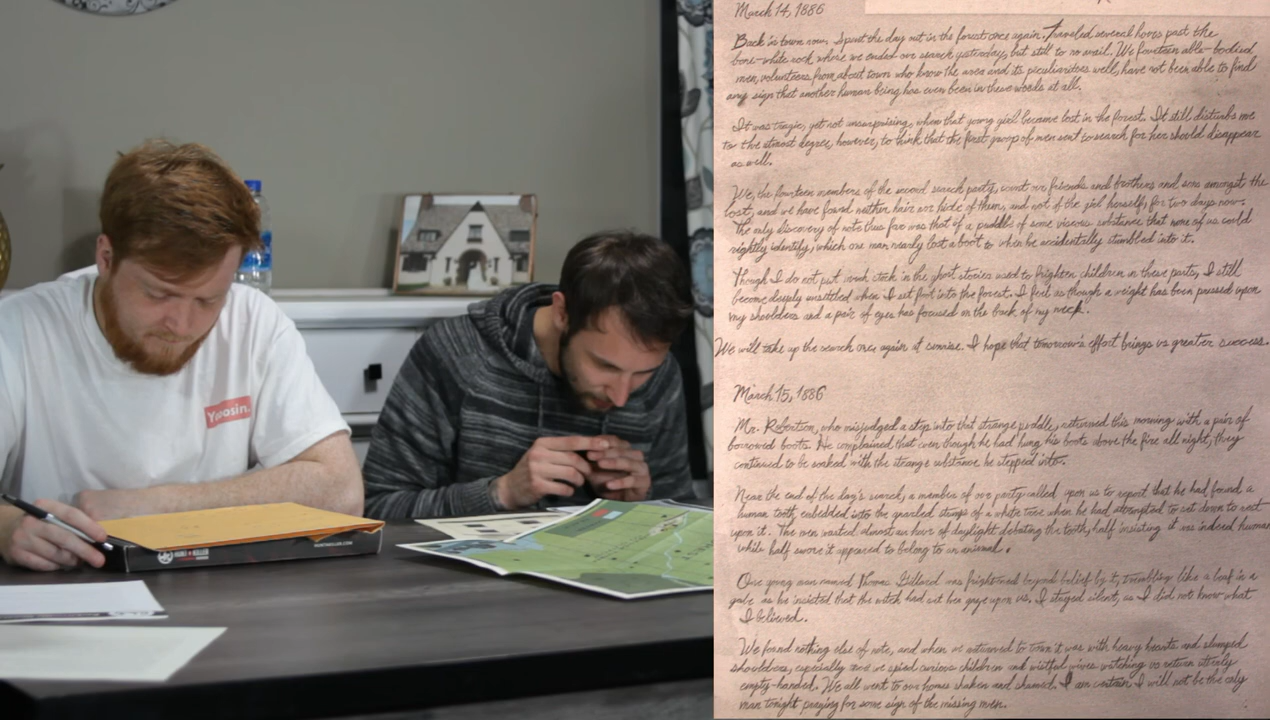 Yoposin.
March 14, 1886
Back in town now. Spent the day out in the forest once again. Traveled several hours past the
bone-white rock where we ended our search yesterday, but still to no avail. We fourteen able-bodied
men, volunteers from about town who know the area and its peculiarities well, have not been able to find
any sign that another human being has even been in these woods at all.
It was tragic, yet not unsurprising, when that young girl became lost in the forest. It still disturbs me
to the utmost degree, however, to think that the first group of men sent to search for her should disappear
as well.
We, the fourteen members of the second search party, count our friends and brothers and sons amongst the
lost, and we have found neither hair nor hide of them, and not of the girl herself, for two days now.
The only discovery of note thus far was that of a puddle of some viscous substance that none of us could
rightly identify, which one man nearly lost a boot to when he accidentally stumbled into it.
Though I do not put much stock in the ghost stories used to frighten children in these parts, I still
become deeply unsettled when I set foot into the forest. I feel as though a weight has been pressed upon
my shoulders and a pair of eyes has focused on the back of my neck.
We will take up the search once again at sunrise. I hope that tomorrow's effort brings us greater success.
March 15, 1886
Mr. Robertson, who misjudged a step into that strange puddle, returned this morning with a pair of
borrowed boots. He complained that even though he had hung his boots above the fire all night, they
continued to be soaked with the strange substance he stepped into.
Near the end of the day's search, a member of our party called upon us to report that he had found a
human tooth embedded into the gnarled stump of a white tree when he had attempted to sit down to rest
upon it. The men wasted almost an hour of daylight debating the tooth, half insisting it was indeed human
while half swore it appeared to belong to an animal.
One young man named Thomas Gillard was frightened beyond belief by it, trembling like a leaf in a
gale as he insisted that the witch had set her gaze upon us. I stayed silent, as I did not know what
I believed.
We found nothing else of note, and when we returned to town it was with heavy hearts and slumped
shoulders, especially once we spied curious children and wistful wives watching us return utterly
empty-handed. We all went to our homes shaken and shamed. I am certain I will not be the only
man tonight praying for some sign of the missing men.